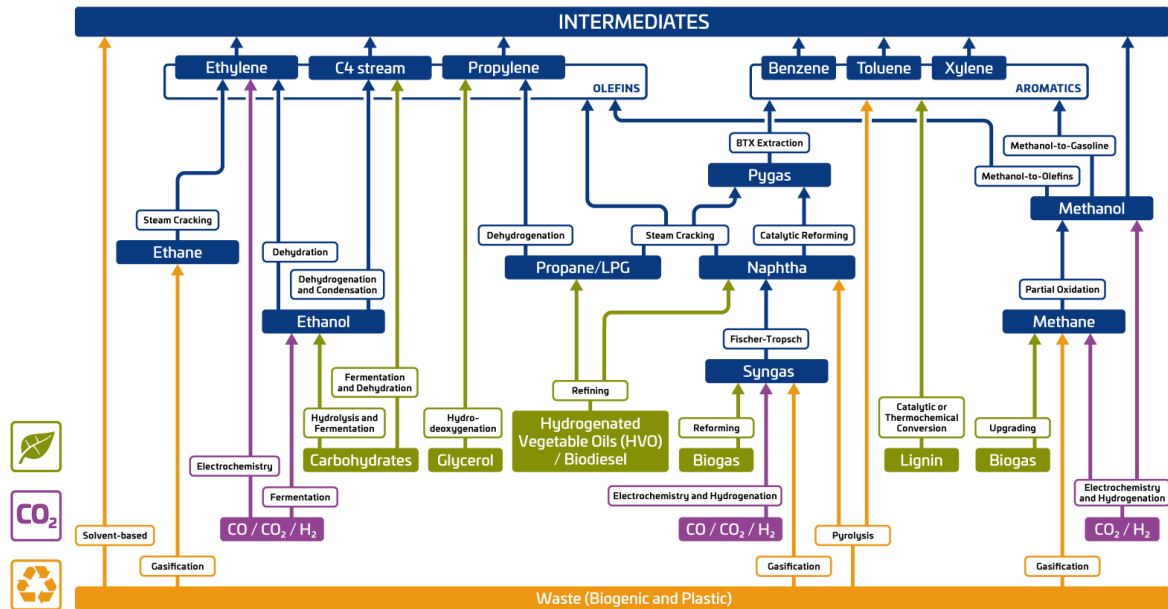 INTERMEDIATES
Ethylene
C4 stream
Propylene
OLEFINS
Benzene
Toluene
Xylene
AROMATICS
BTX Extraction
Methanol-to-Gasoline
Pygas
Methanol-to-Olefins
Methanol
Steam Cracking
Ethane
Dehydration
Dehydrogenation
Steam Cracking
Catalytic Reforming
Propane/LPG
Naphtha
Dehydrogenation
and Condensation
Partial Oxidation
Ethanol
Methane
Fischer-Tropsch
Syngas
Fermentation
and Dehydration
Refining
Hydrolysis and
Fermentation
Hydro-
deoxygenation
Hydrogenated
Vegetable Oils (HVO)
/ Biodiesel
Reforming
Catalytic or
Thermochemical
Conversion
Upgrading
Carbohydrates
Glycerol
Biogas
Lignin
Biogas
Electrochemistry
Fermentation
Electrochemistry and Hydrogenation
Electrochemistry
and Hydrogenation
CO₂
CO / CO₂ / H₂
CO / CO₂ / H₂
CO₂ / H₂
Solvent-based
Pyrolysis
Gasification
Gasification
Gasification
Waste (Biogenic and Plastic)